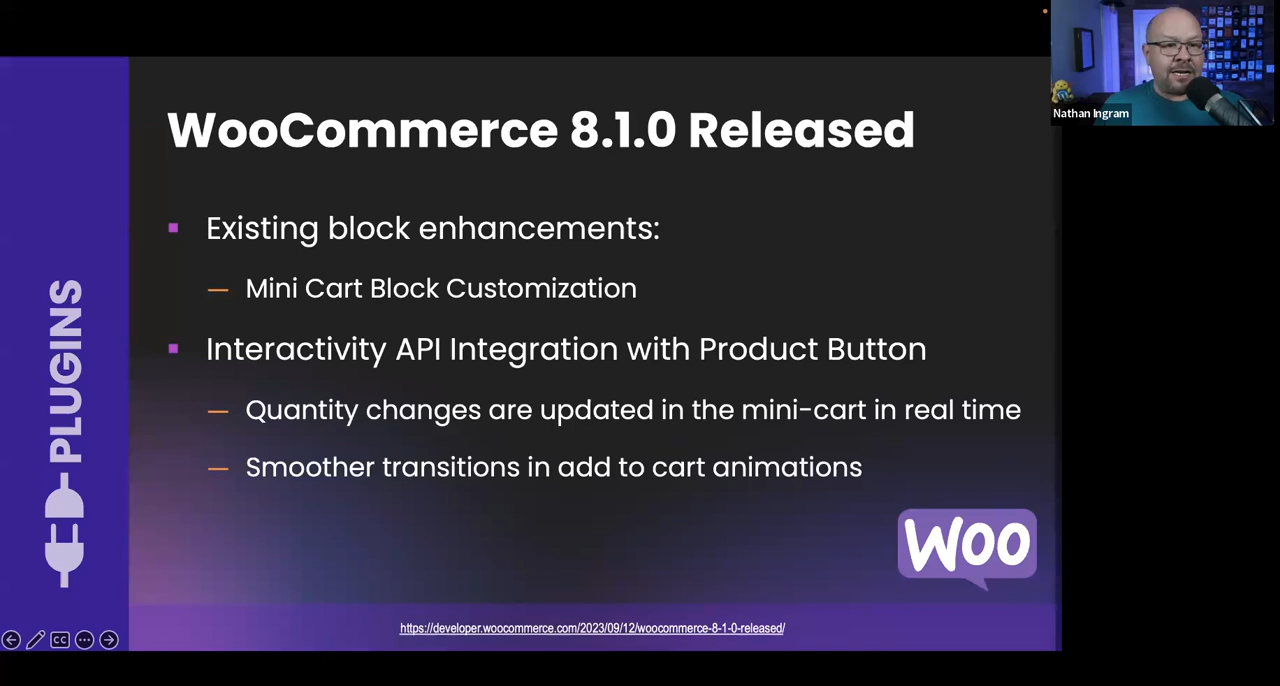 WooCommerce 8.1.0 Released
Existing block enhancements:
Mini Cart Block Customization
Interactivity API Integration with Product Button
Quantity changes are updated in the mini-cart in real time
Smoother transitions in add to cart animations
PLUGINS
WOO
https://developer.woocommerce.com/2023/09/12/woocommerce-8-1-0-released/
CC
Nathan Ingram